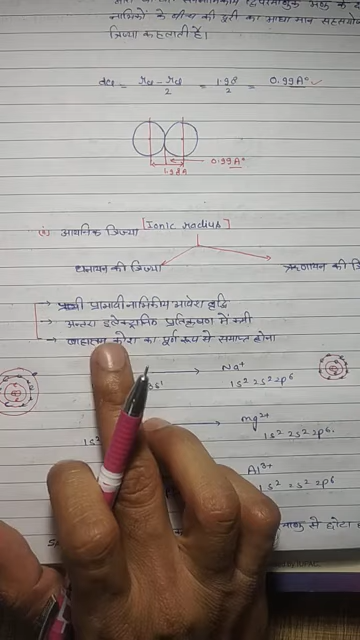 नाभिकों के बीच की दूरी का आधा मान सहसंयोजक
त्रिज्या कहलाती है।
= rCl - rCl / 2 = 1.98 / 2 = 0.99A°
0.99A°
1.98A
आयनिक त्रिज्या [Ionic radius]
धनायन की त्रिज्या
ऋणायन की
→ प्रभावी नाभिकीय आवेश वृद्धि
→ अन्तरा इलेक्ट्रॉनिक प्रतिकर्षण में कमी
→ बाह्यतम कोश का पूर्ण रूप से समाप्त होना
→ Na⁺
1s² 2s² 2p⁶
→ Mg²⁺
1s² 2s² 2p⁶
Al³⁺
1s² 2s² 2p⁶
से छोटा